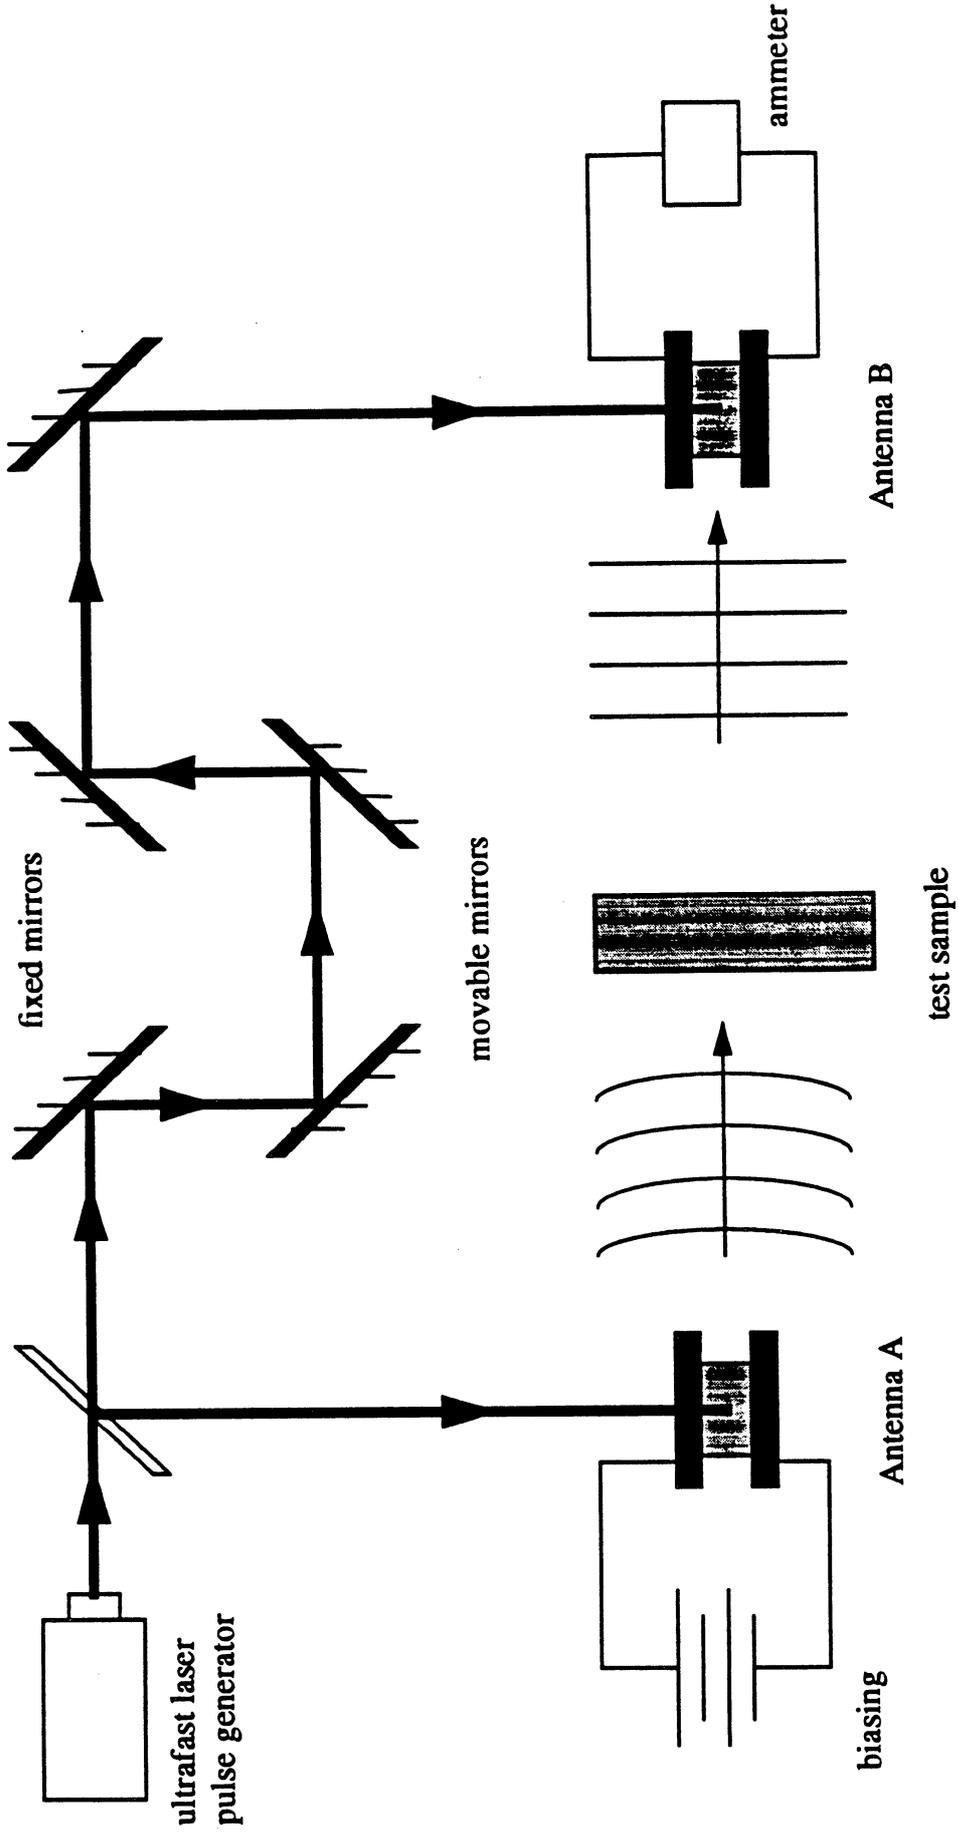 ultrafast laser
pulse generator
fixed mirrors
movable mirrors
biasing
Antenna A
test sample
Antenna B
ammeter